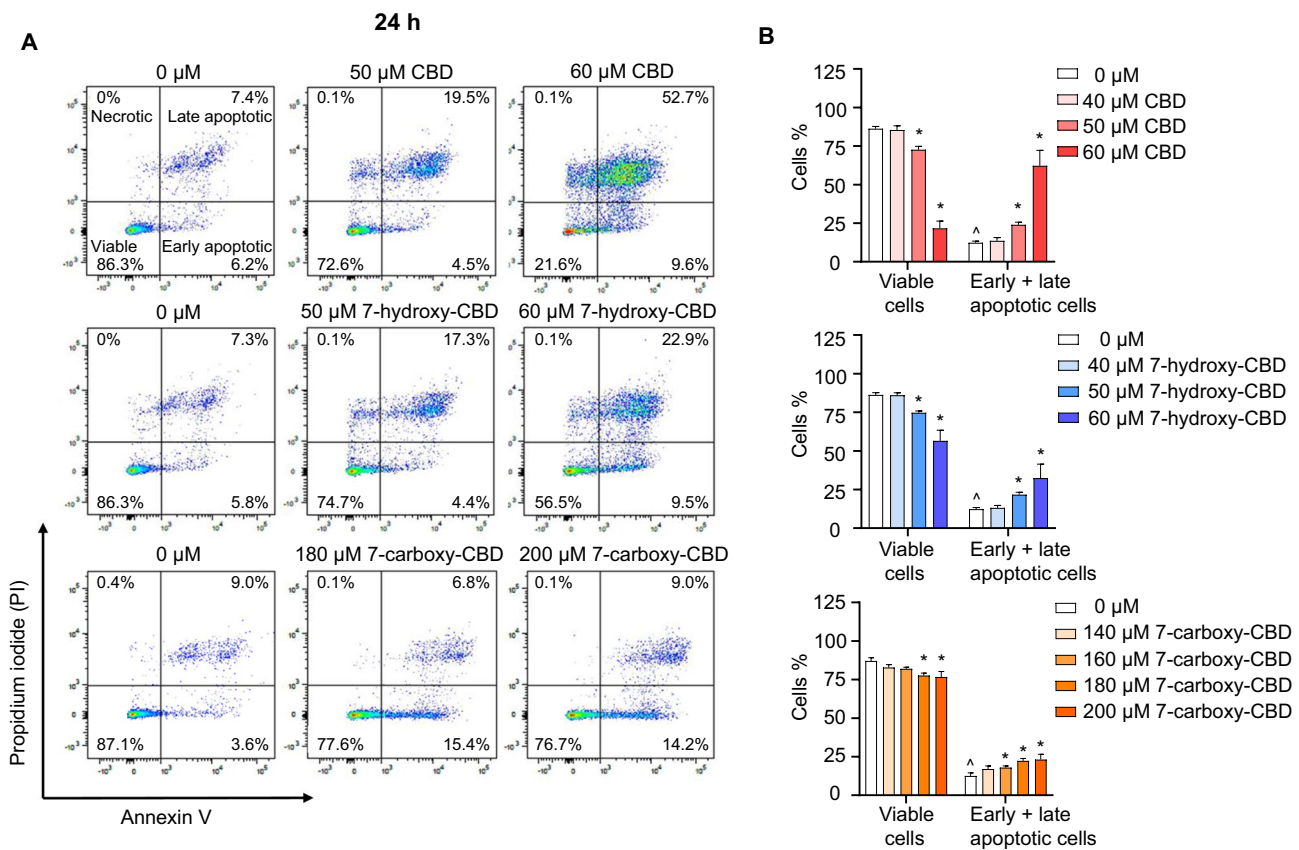 24 h
A
0 µM
50 µM CBD
60 µM CBD
0%
7.4%
Necrotic
Late apoptotic
Viable
Early apoptotic
86.3%
6.2%
0.1%
19.5%
72.6%
4.5%
0.1%
52.7%
21.6%
9.6%
0 µM
50 µM 7-hydroxy-CBD
60 µM 7-hydroxy-CBD
0%
7.3%
86.3%
5.8%
0.1%
17.3%
74.7%
4.4%
0.1%
22.9%
56.5%
9.5%
0 µM
180 µM 7-carboxy-CBD
200 µM 7-carboxy-CBD
0.4%
9.0%
87.1%
3.6%
0.1%
6.8%
77.6%
15.4%
0.1%
9.0%
76.7%
14.2%
Propidium iodide (PI)
Annexin V
B
Cells %
125
100
75
50
25
0
* * ^ * *
Viable
cells
Early + late
apoptotic cells
0 µM
40 µM CBD
50 µM CBD
60 µM CBD
Cells %
125
100
75
50
25
0
* * ^ * *
Viable
cells
Early + late
apoptotic cells
0 µM
40 µM 7-hydroxy-CBD
50 µM 7-hydroxy-CBD
60 µM 7-hydroxy-CBD
Cells %
125
100
75
50
25
0
* * ^ * * *
Viable
cells
Early + late
apoptotic cells
0 µM
140 µM 7-carboxy-CBD
160 µM 7-carboxy-CBD
180 µM 7-carboxy-CBD
200 µM 7-carboxy-CBD